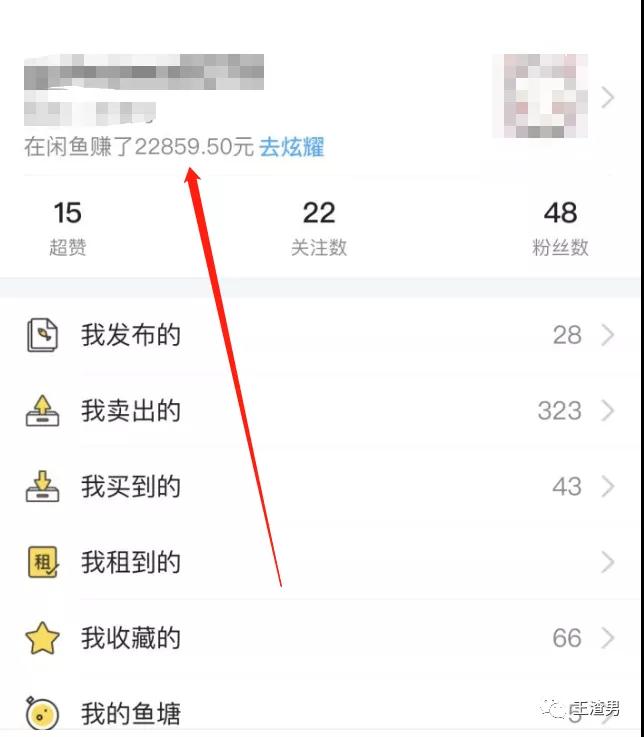 在闲鱼赚了22859.50元 去炫耀
15 22 48
超赞 关注数 粉丝数
我发布的 28
我卖出的 323
我买到的 43
租 我租到的
我收藏的 66
我的鱼塘 5
王渣男